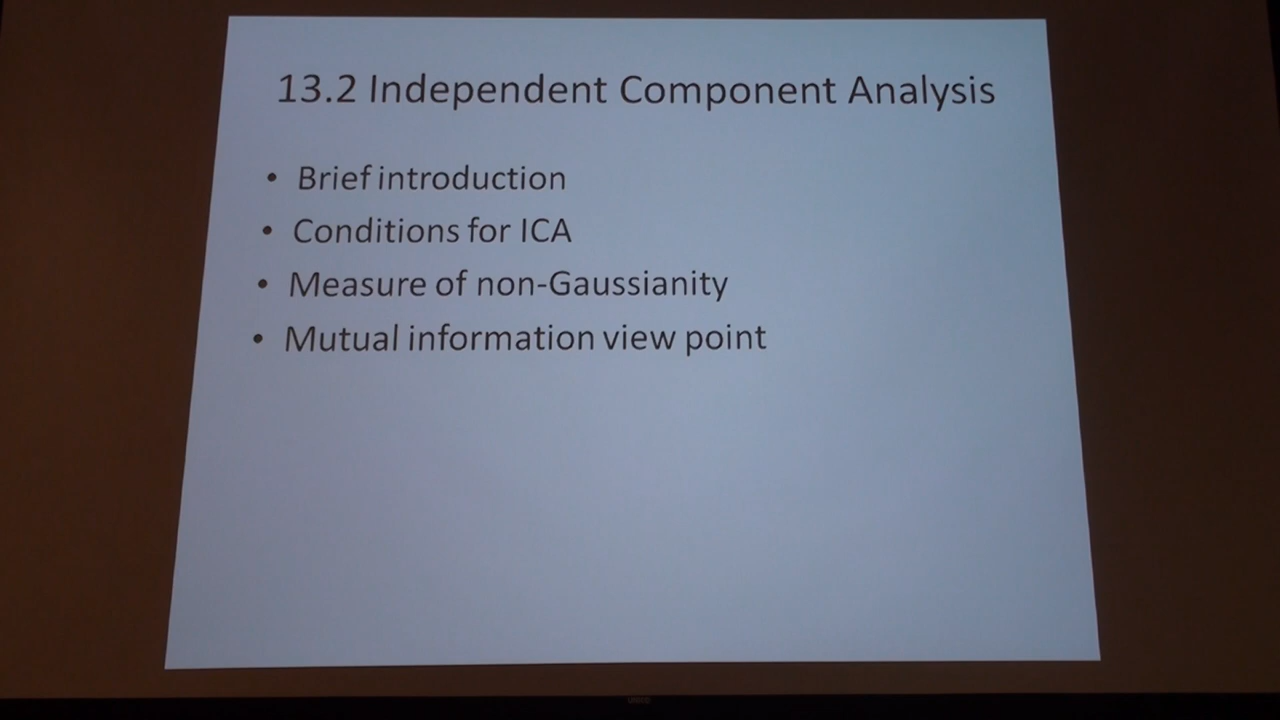 13.2 Independent Component Analysis
• Brief introduction
• Conditions for ICA
• Measure of non-Gaussianity
• Mutual information view point